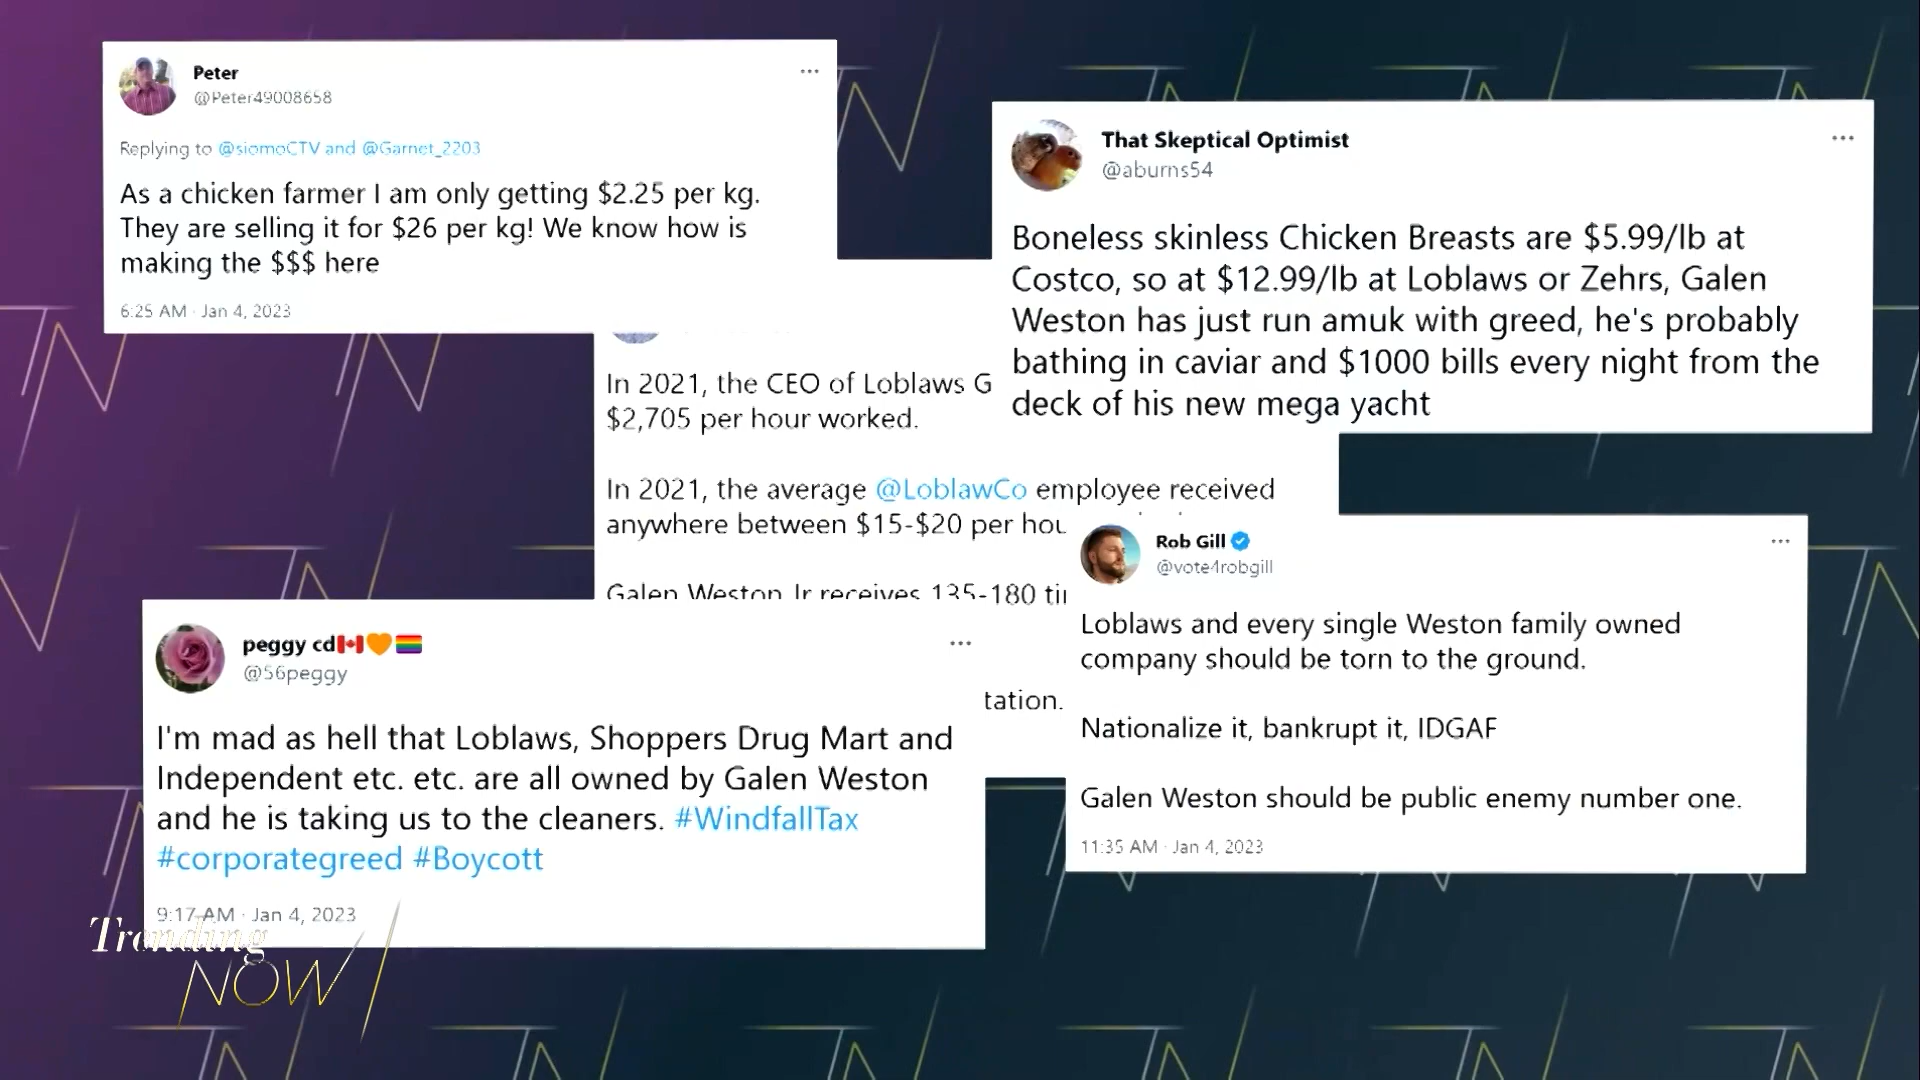 Peter
@Peter49008658
Replying to @siomoCTV and @Garnet_2203
As a chicken farmer I am only getting $2.25 per kg.
They are selling it for $26 per kg! We know how is
making the $$$ here
6:25 AM · Jan 4, 2023
That Skeptical Optimist
@aburns54
Boneless skinless Chicken Breasts are $5.99/lb at
Costco, so at $12.99/lb at Loblaws or Zehrs, Galen
Weston has just run amuk with greed, he's probably
bathing in caviar and $1000 bills every night from the
deck of his new mega yacht
In 2021, the CEO of Loblaws G
$2,705 per hour worked.
In 2021, the average @LoblawCo employee received
anywhere between $15-$20 per hou
Galen Weston Jr receives 135-180 ti
tation.
Rob Gill
@vote4robgill
Loblaws and every single Weston family owned
company should be torn to the ground.
Nationalize it, bankrupt it, IDGAF
Galen Weston should be public enemy number one.
11:35 AM · Jan 4, 2023
peggy cd🇨🇦🧡🏳️‍🌈
@56peggy
I'm mad as hell that Loblaws, Shoppers Drug Mart and
Independent etc. etc. are all owned by Galen Weston
and he is taking us to the cleaners. #WindfallTax
#corporategreed #Boycott
9:17 AM · Jan 4, 2023
Trending
NOW